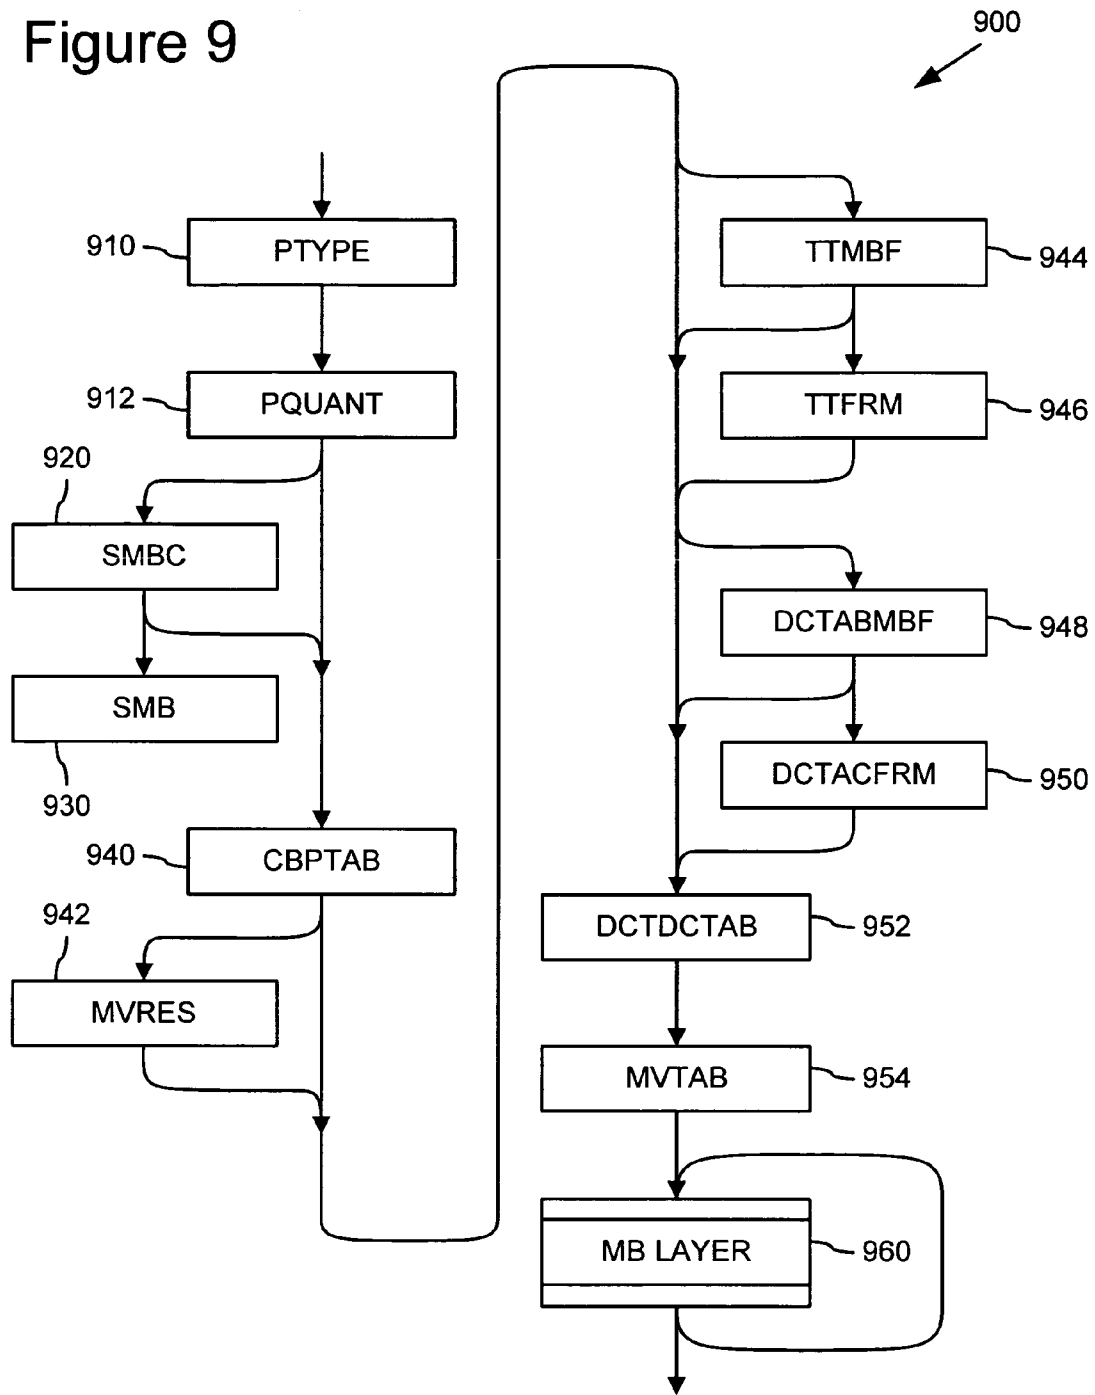 Figure 9
900
910
PTYPE
912
PQUANT
920
SMBC
SMB
930
940
CBPTAB
942
MVRES
TTMBF
944
TTFRM
946
DCTABMBF
948
DCTACFRM
950
DCTDCTAB
952
MVTAB
954
MB LAYER
960